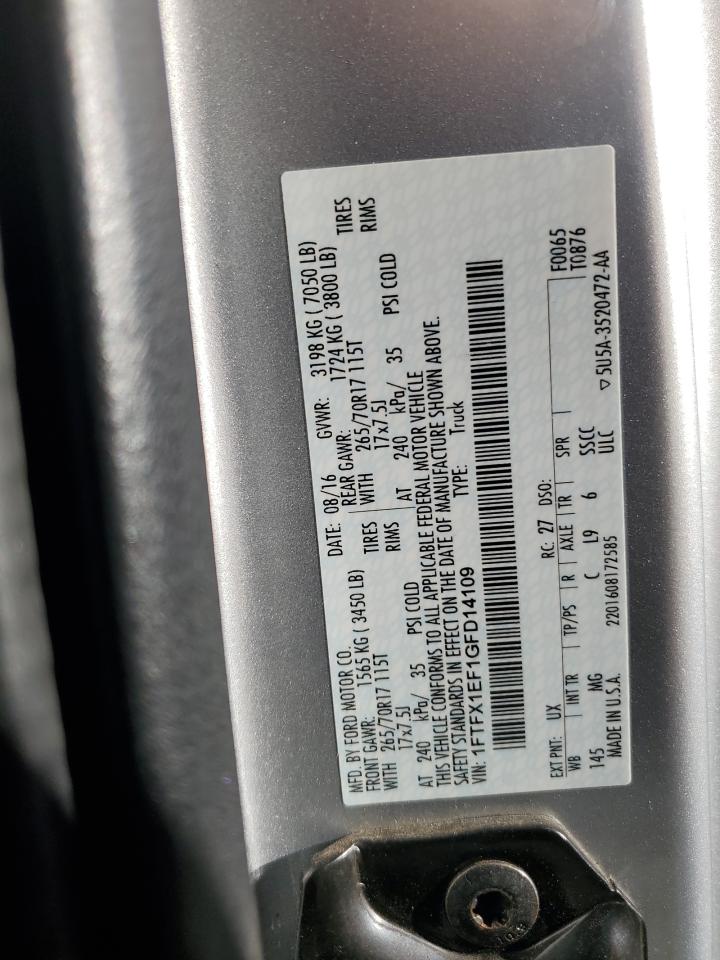 MFD. BY FORD MOTOR CO. DATE: 08/16 GVWR: 3198 KG ( 7050 LB)
FRONT GAWR: 1565 KG ( 3450 LB) REAR GAWR: 1724 KG ( 3800 LB)
WITH 265/70R17 115T TIRES WITH 265/70R17 115T TIRES
17x7.5J RIMS 17x7.5J RIMS
AT 240 kPa/ 35 PSI COLD AT 240 kPa/ 35 PSI COLD
THIS VEHICLE CONFORMS TO ALL APPLICABLE FEDERAL MOTOR VEHICLE
SAFETY STANDARDS IN EFFECT ON THE DATE OF MANUFACTURE SHOWN ABOVE.
VIN: 1FTFX1EF1GFD14109 TYPE: Truck
EXT PNT: UX RC: 27 DSO: F0065
WB INT TR TP/PS R AXLE TR SPR T0876
145 MG C L9 6 SSCC
MADE IN U.S.A. 2201608172585 ULC ▽5U5A-3520472-AA